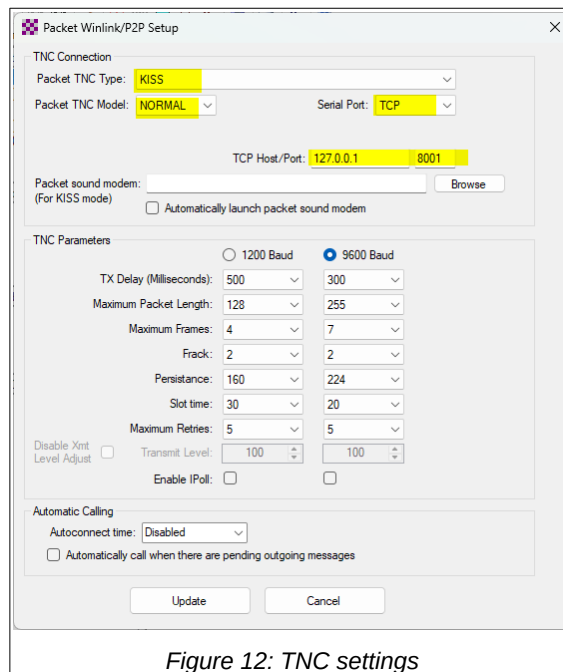 Packet Winlink/P2P Setup
TNC Connection
Packet TNC Type: KISS
Packet TNC Model: NORMAL Serial Port: TCP
TCP Host/Port: 127.0.0.1 8001
Packet sound modem: Browse
(For KISS mode)
Automatically launch packet sound modem
TNC Parameters
1200 Baud 9600 Baud
TX Delay (Milliseconds): 500 300
Maximum Packet Length: 128 255
Maximum Frames: 4 7
Frack: 2 2
Persistance: 160 224
Slot time: 30 20
Maximum Retries: 5 5
Disable Xmt
Level Adjust Transmit Level: 100 100
Enable IPoll:
Automatic Calling
Autoconnect time: Disabled
Automatically call when there are pending outgoing messages
Update Cancel
Figure 12: TNC settings